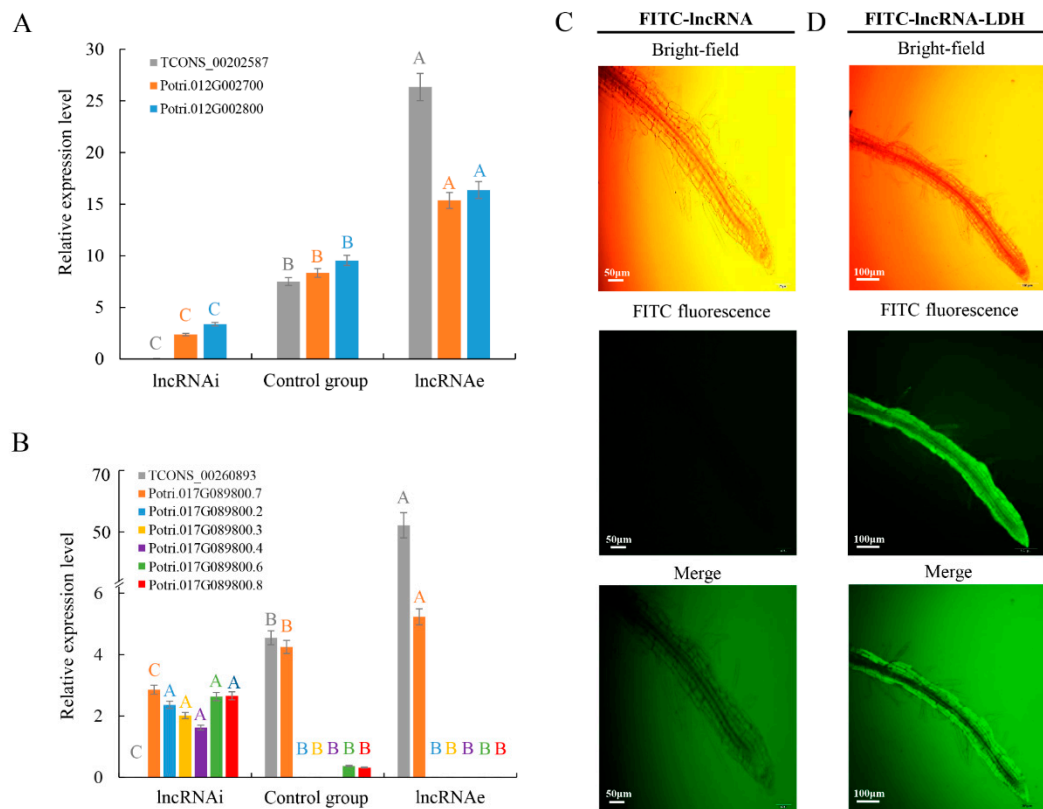 A
Relative expression level
30
25
20
15
10
5
0
TCONS_00202587
Potri.012G002700
Potri.012G002800
C C C
B B B
A A A
lncRNAi Control group lncRNAe
B
Relative expression level
70
50
6
4
2
0
TCONS_00260893
Potri.017G089800.7
Potri.017G089800.2
Potri.017G089800.3
Potri.017G089800.4
Potri.017G089800.6
Potri.017G089800.8
C C A A A A A
B B B B B B B
A A B B B B B
lncRNAi Control group lncRNAe
C
FITC-lncRNA
Bright-field
50μm
FITC fluorescence
50μm
Merge
50μm
D
FITC-lncRNA-LDH
Bright-field
100μm
FITC fluorescence
100μm
Merge
100μm